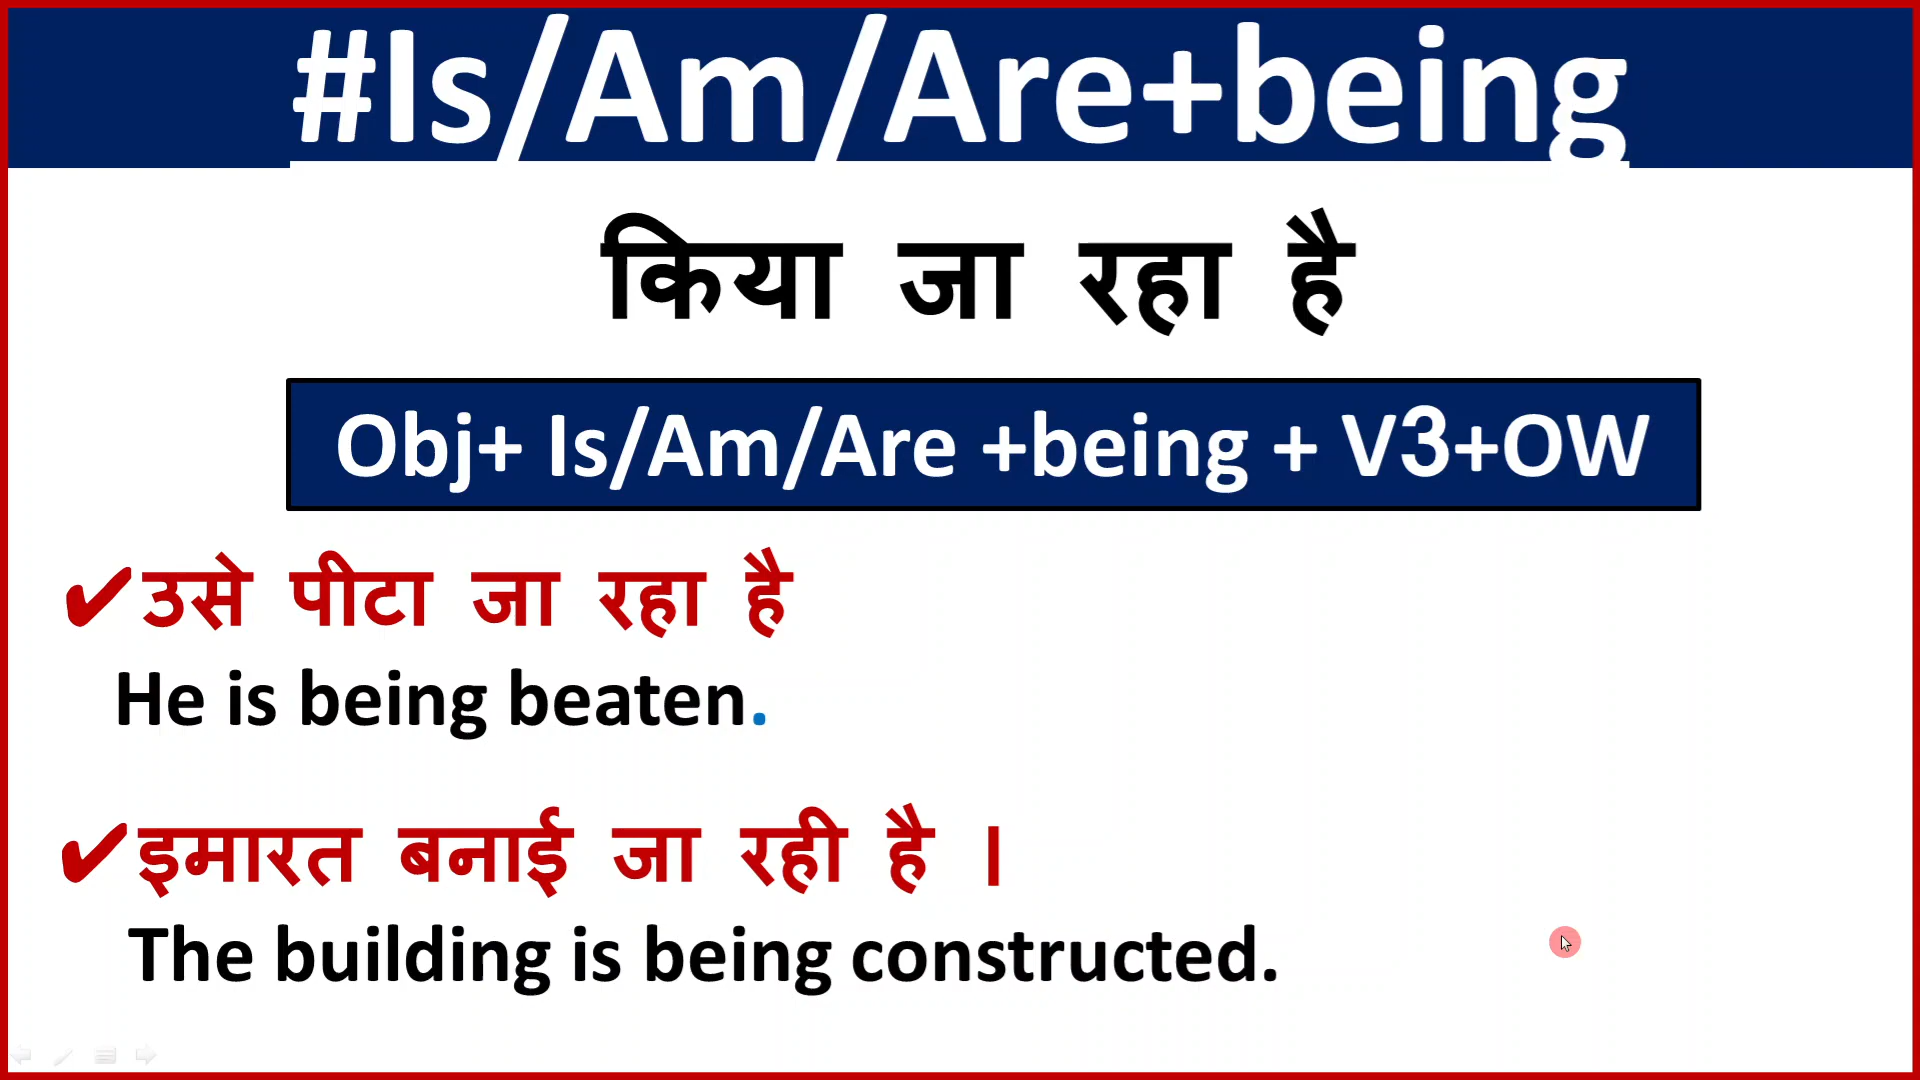 #Is/Am/Are+being
किया जा रहा है
Obj+ Is/Am/Are +being + V3+OW
✔उसे पीटा जा रहा है
He is being beaten.
✔इमारत बनाई जा रही है ।
The building is being constructed.